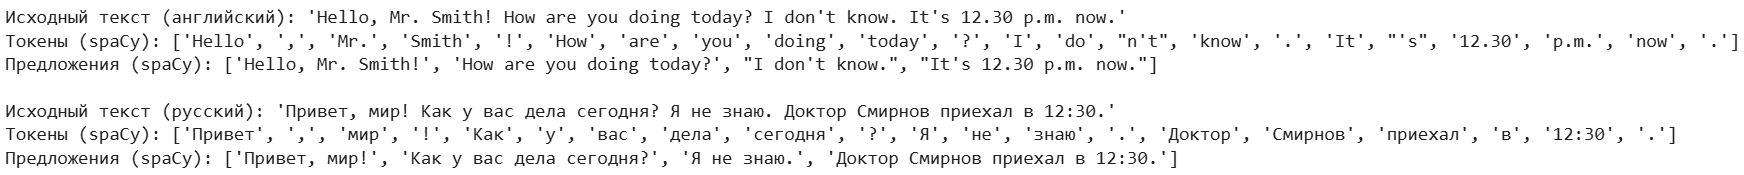 Исходный текст (английский): 'Hello, Mr. Smith! How are you doing today? I don't know. It's 12.30 p.m. now.'
Токены (spaCy): ['Hello', ',', 'Mr.', 'Smith', '!', 'How', 'are', 'you', 'doing', 'today', '?', 'I', 'do', "n't", 'know', '.', 'It', "'s", '12.30', 'p.m.', 'now', '.']
Предложения (spaCy): ['Hello, Mr. Smith!', 'How are you doing today?', "I don't know.", "It's 12.30 p.m. now."]
Исходный текст (русский): 'Привет, мир! Как у вас дела сегодня? Я не знаю. Доктор Смирнов приехал в 12:30.'
Токены (spaCy): ['Привет', ',', 'мир', '!', 'Как', 'у', 'вас', 'дела', 'сегодня', '?', 'Я', 'не', 'знаю', '.', 'Доктор', 'Смирнов', 'приехал', 'в', '12:30', '.']
Предложения (spaCy): ['Привет, мир!', 'Как у вас дела сегодня?', 'Я не знаю.', 'Доктор Смирнов приехал в 12:30.']